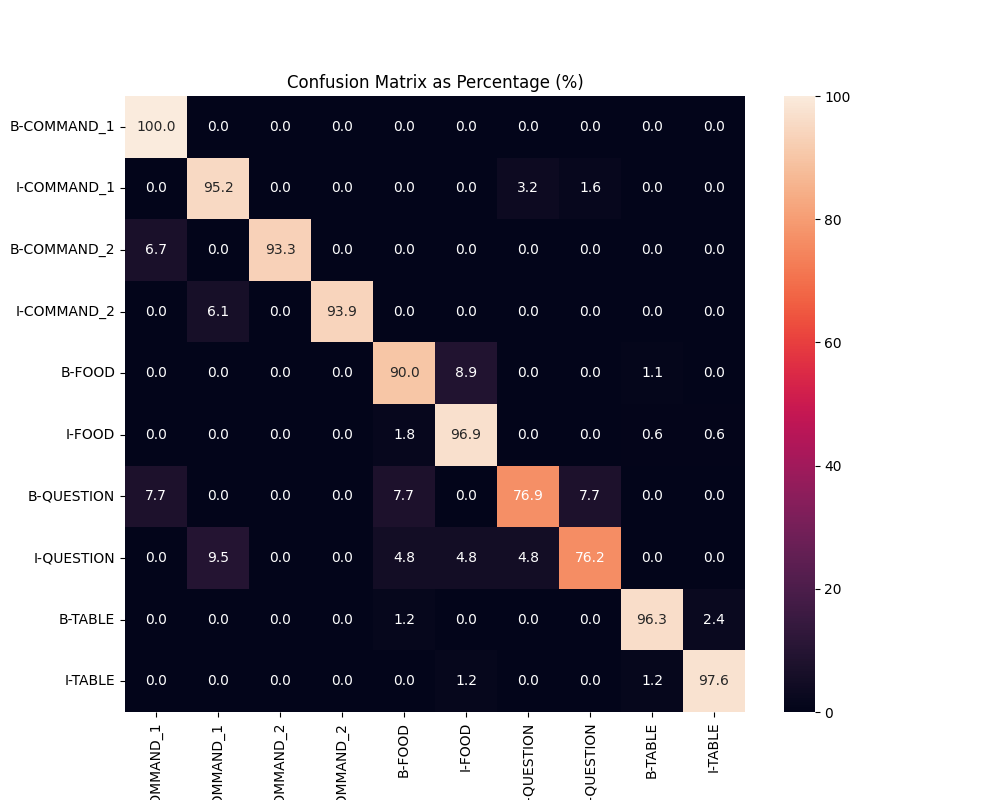 Confusion Matrix as Percentage (%)
B-COMMAND_1 100.0 0.0 0.0 0.0 0.0 0.0 0.0 0.0 0.0 0.0
I-COMMAND_1 0.0 95.2 0.0 0.0 0.0 0.0 3.2 1.6 0.0 0.0
B-COMMAND_2 6.7 0.0 93.3 0.0 0.0 0.0 0.0 0.0 0.0 0.0
I-COMMAND_2 0.0 6.1 0.0 93.9 0.0 0.0 0.0 0.0 0.0 0.0
B-FOOD 0.0 0.0 0.0 0.0 90.0 8.9 0.0 0.0 1.1 0.0
I-FOOD 0.0 0.0 0.0 0.0 1.8 96.9 0.0 0.0 0.6 0.6
B-QUESTION 7.7 0.0 0.0 0.0 7.7 0.0 76.9 7.7 0.0 0.0
I-QUESTION 0.0 9.5 0.0 0.0 4.8 4.8 4.8 76.2 0.0 0.0
B-TABLE 0.0 0.0 0.0 0.0 1.2 0.0 0.0 0.0 96.3 2.4
I-TABLE 0.0 0.0 0.0 0.0 0.0 1.2 0.0 0.0 1.2 97.6
OMMAND_1
OMMAND_1
OMMAND_2
OMMAND_2
B-FOOD
I-FOOD
-QUESTION
-QUESTION
B-TABLE
I-TABLE
100
80
60
40
20
0